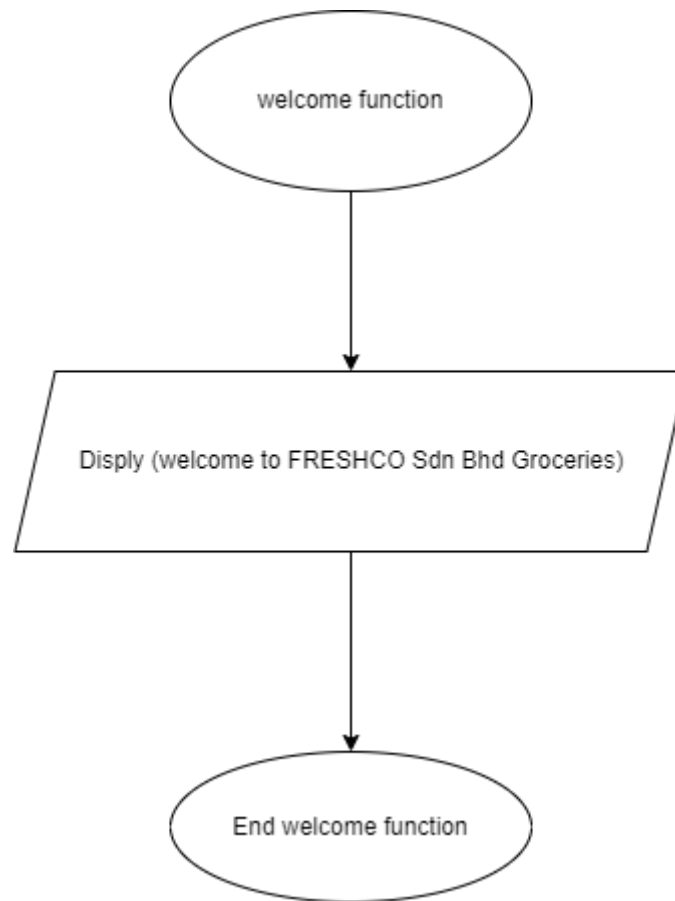 welcome function
Disply (welcome to FRESHCO Sdn Bhd Groceries)
End welcome function